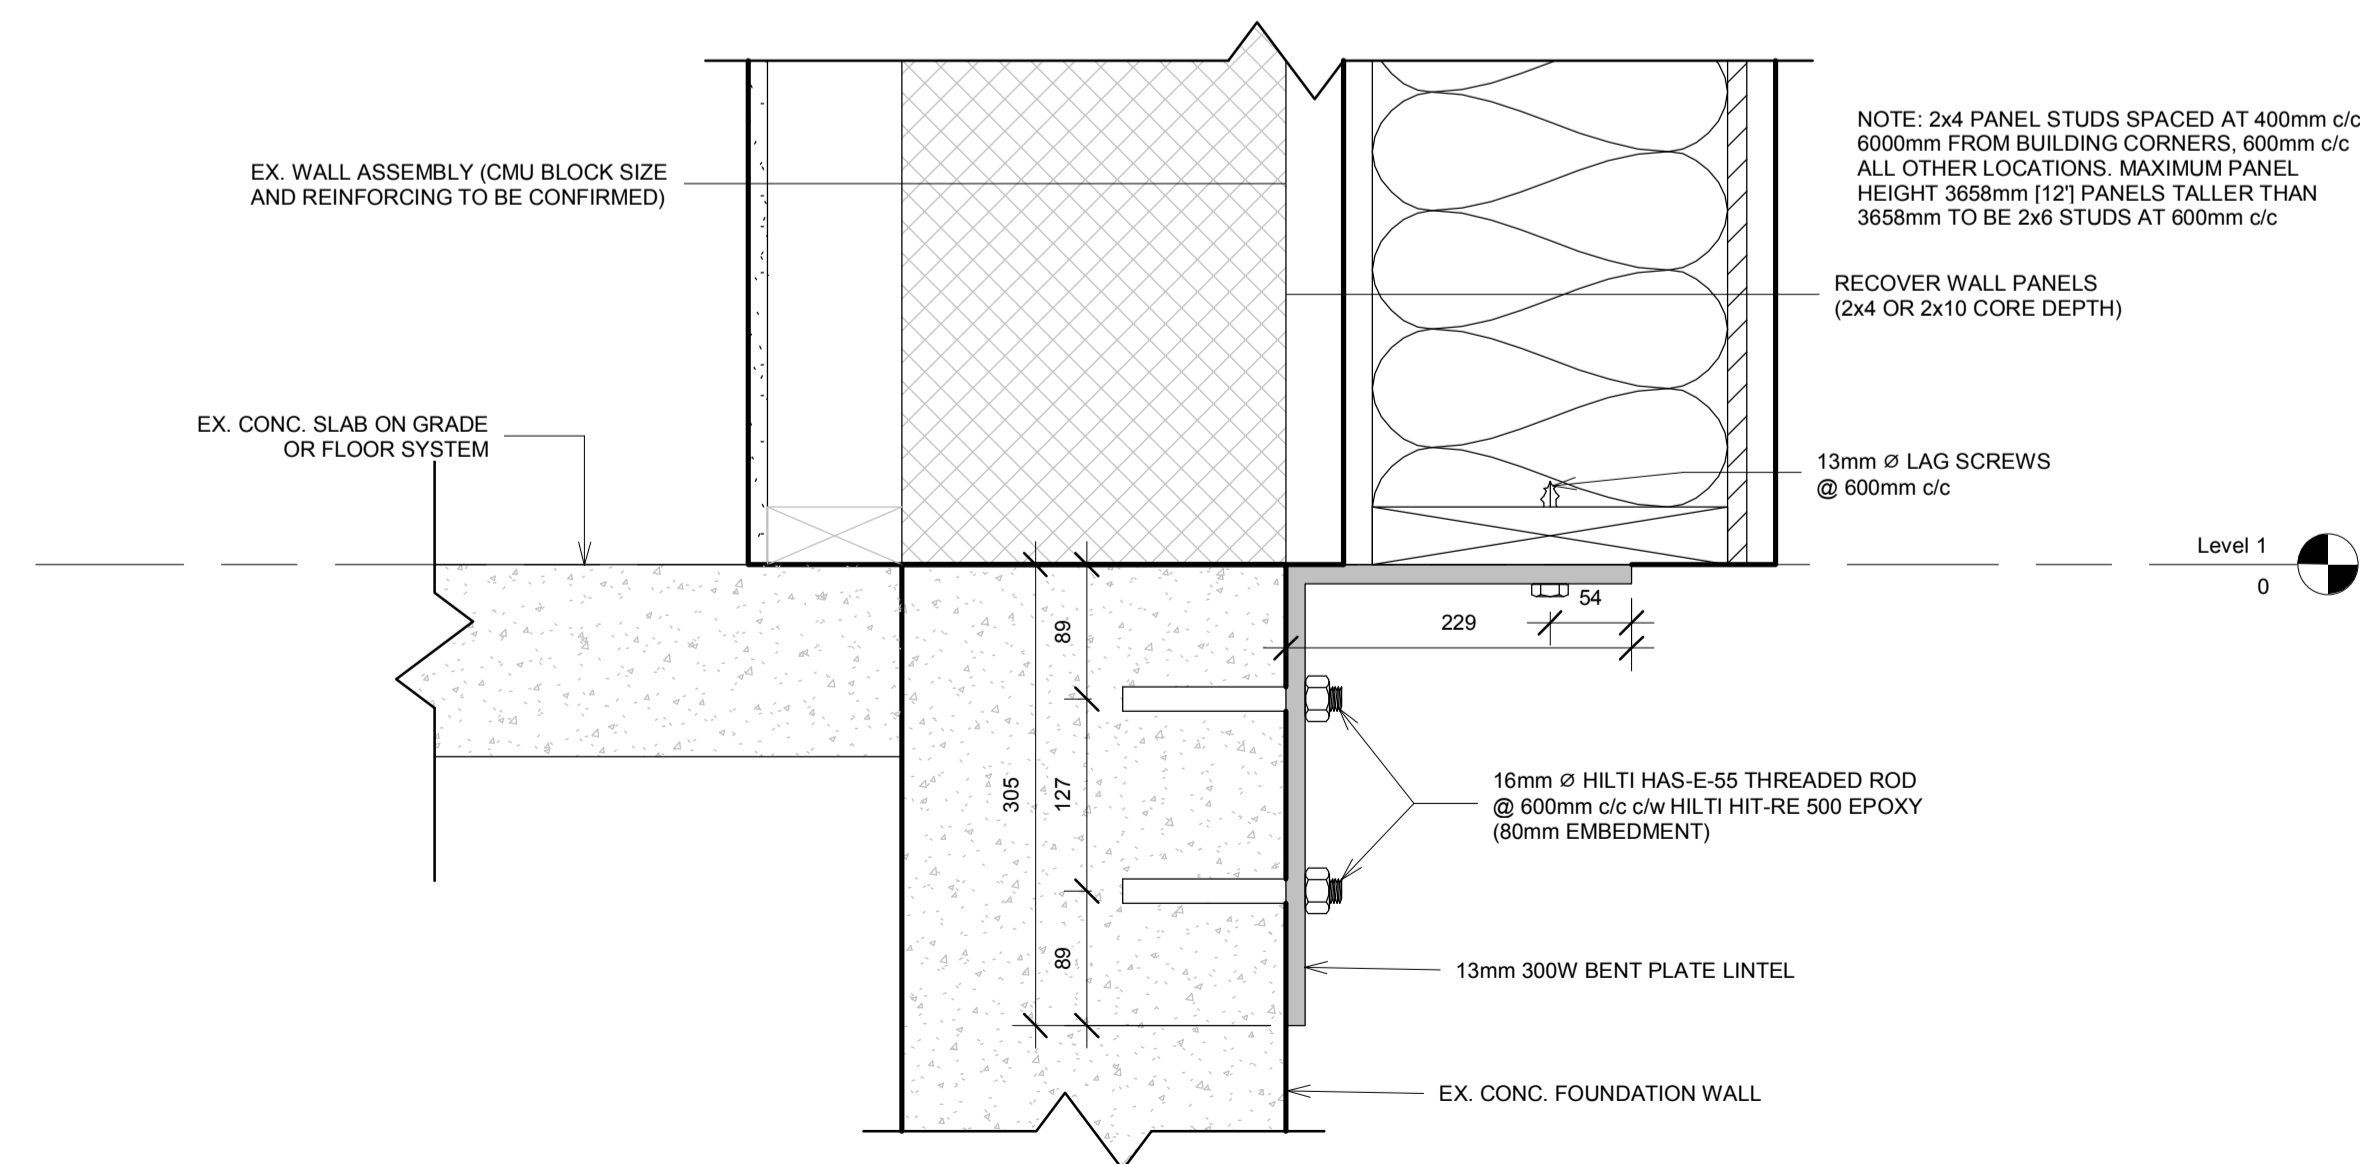 NOTE: 2x4 PANEL STUDS SPACED AT 400mm c/c
6000mm FROM BUILDING CORNERS, 600mm c/c
ALL OTHER LOCATIONS. MAXIMUM PANEL
HEIGHT 3658mm [12'] PANELS TALLER THAN
3658mm TO BE 2x6 STUDS AT 600mm c/c
EX. WALL ASSEMBLY (CMU BLOCK SIZE
AND REINFORCING TO BE CONFIRMED)
RECOVER WALL PANELS
(2x4 OR 2x10 CORE DEPTH)
EX. CONC. SLAB ON GRADE
OR FLOOR SYSTEM
13mm ⌀ LAG SCREWS
@ 600mm c/c
Level 1
0
54
229
89
305
127
89
16mm ⌀ HILTI HAS-E-55 THREADED ROD
@ 600mm c/c c/w HILTI HIT-RE 500 EPOXY
(80mm EMBEDMENT)
13mm 300W BENT PLATE LINTEL
EX. CONC. FOUNDATION WALL